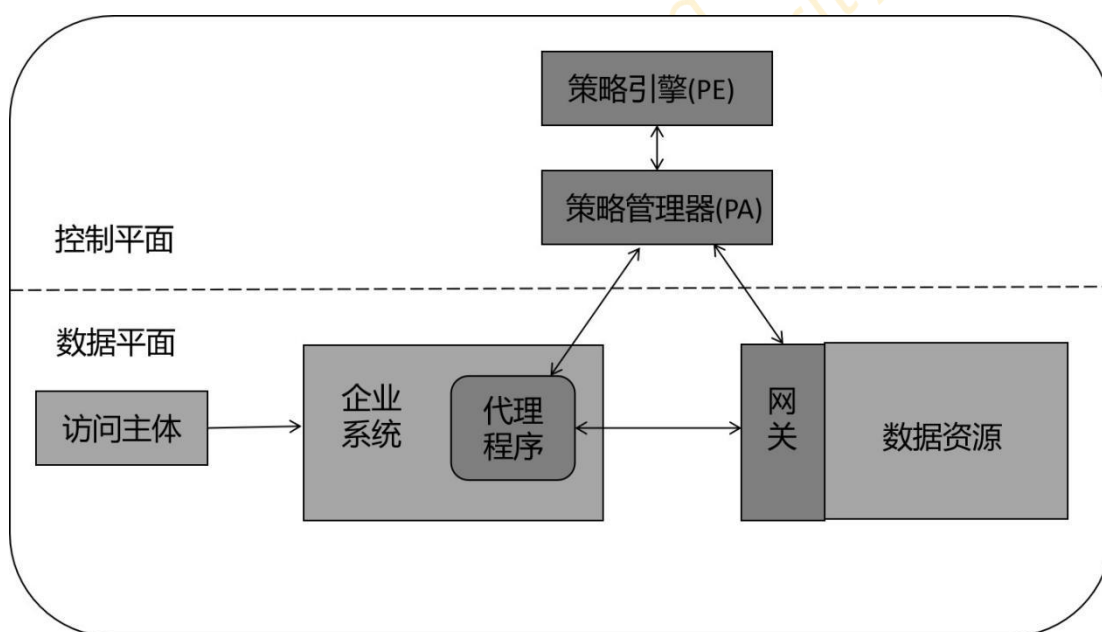 策略引擎(PE)
策略管理器(PA)
控制平面
数据平面
访问主体
企业
系统
代理
程序
网
关
数据资源